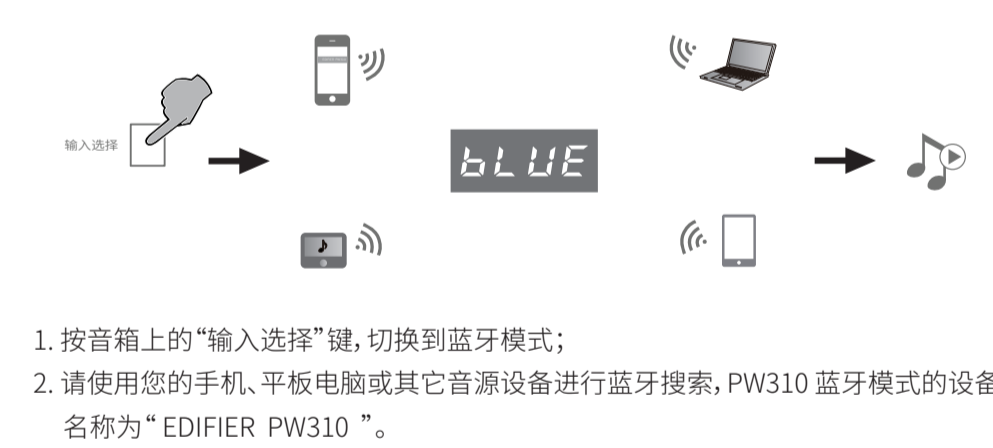 输入选择
bLUE
1. 按音箱上的“输入选择”键,切换到蓝牙模式;
2. 请使用您的手机、平板电脑或其它音源设备进行蓝牙搜索,PW310 蓝牙模式的设备
名称为“ EDIFIER PW310 ”。